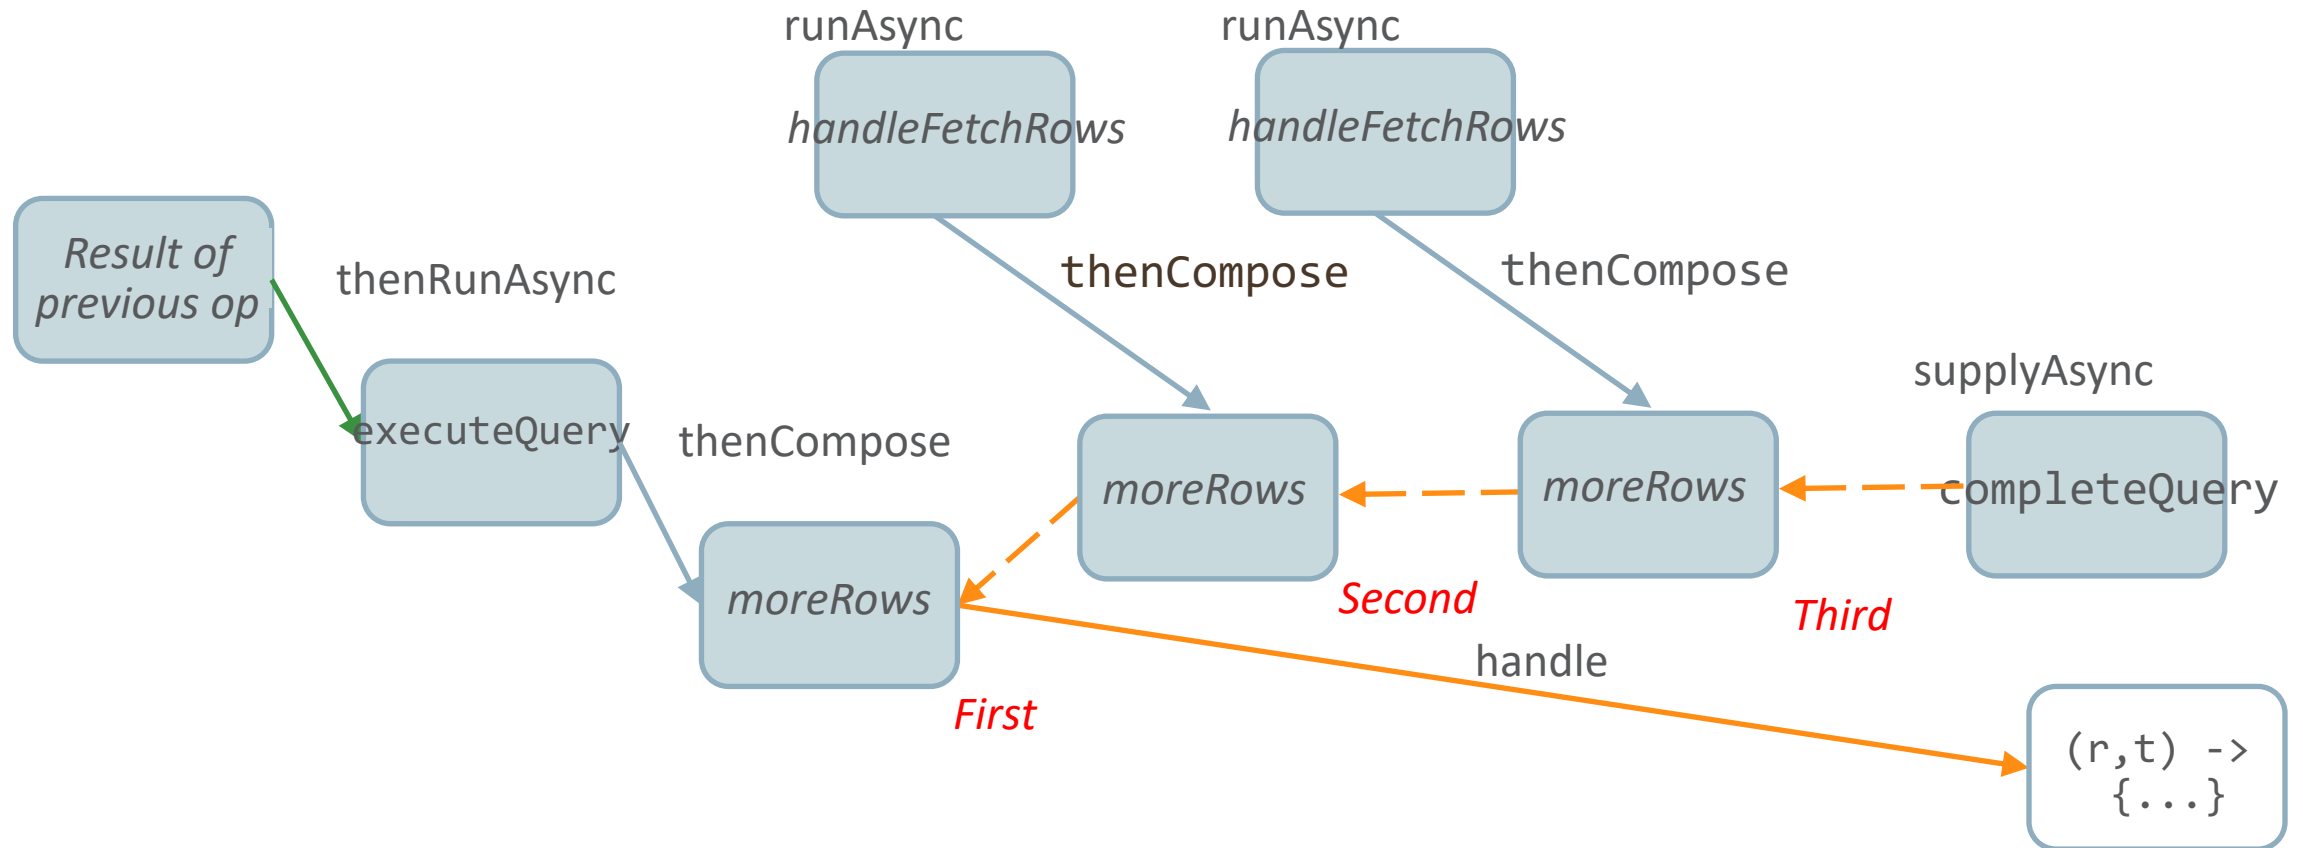 runAsync
runAsync
handleFetchRows
handleFetchRows
Result of
previous op
thenRunAsync
thenCompose
thenCompose
supplyAsync
executeQuery
thenCompose
moreRows
moreRows
completeQuery
moreRows
Second
Third
handle
First
(r,t) ->
{...}